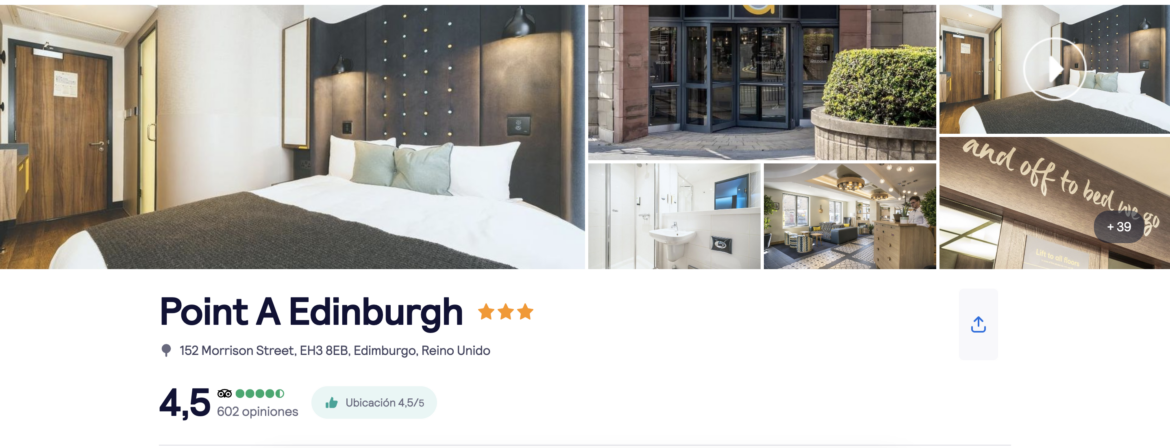 and off to bed we go
+ 39
Point A Edinburgh
152 Morrison Street, EH3 8EB, Edimburgo, Reino Unido
4,5
602 opiniones
Ubicación 4,5/5